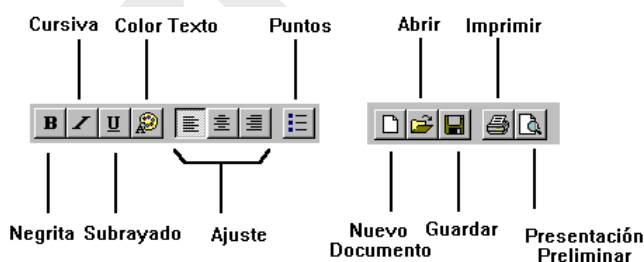 Cursiva Color Texto Puntos Abrir Imprimir
B I U A
Negrita Subrayado Ajuste Nuevo Documento Guardar Presentación Preliminar